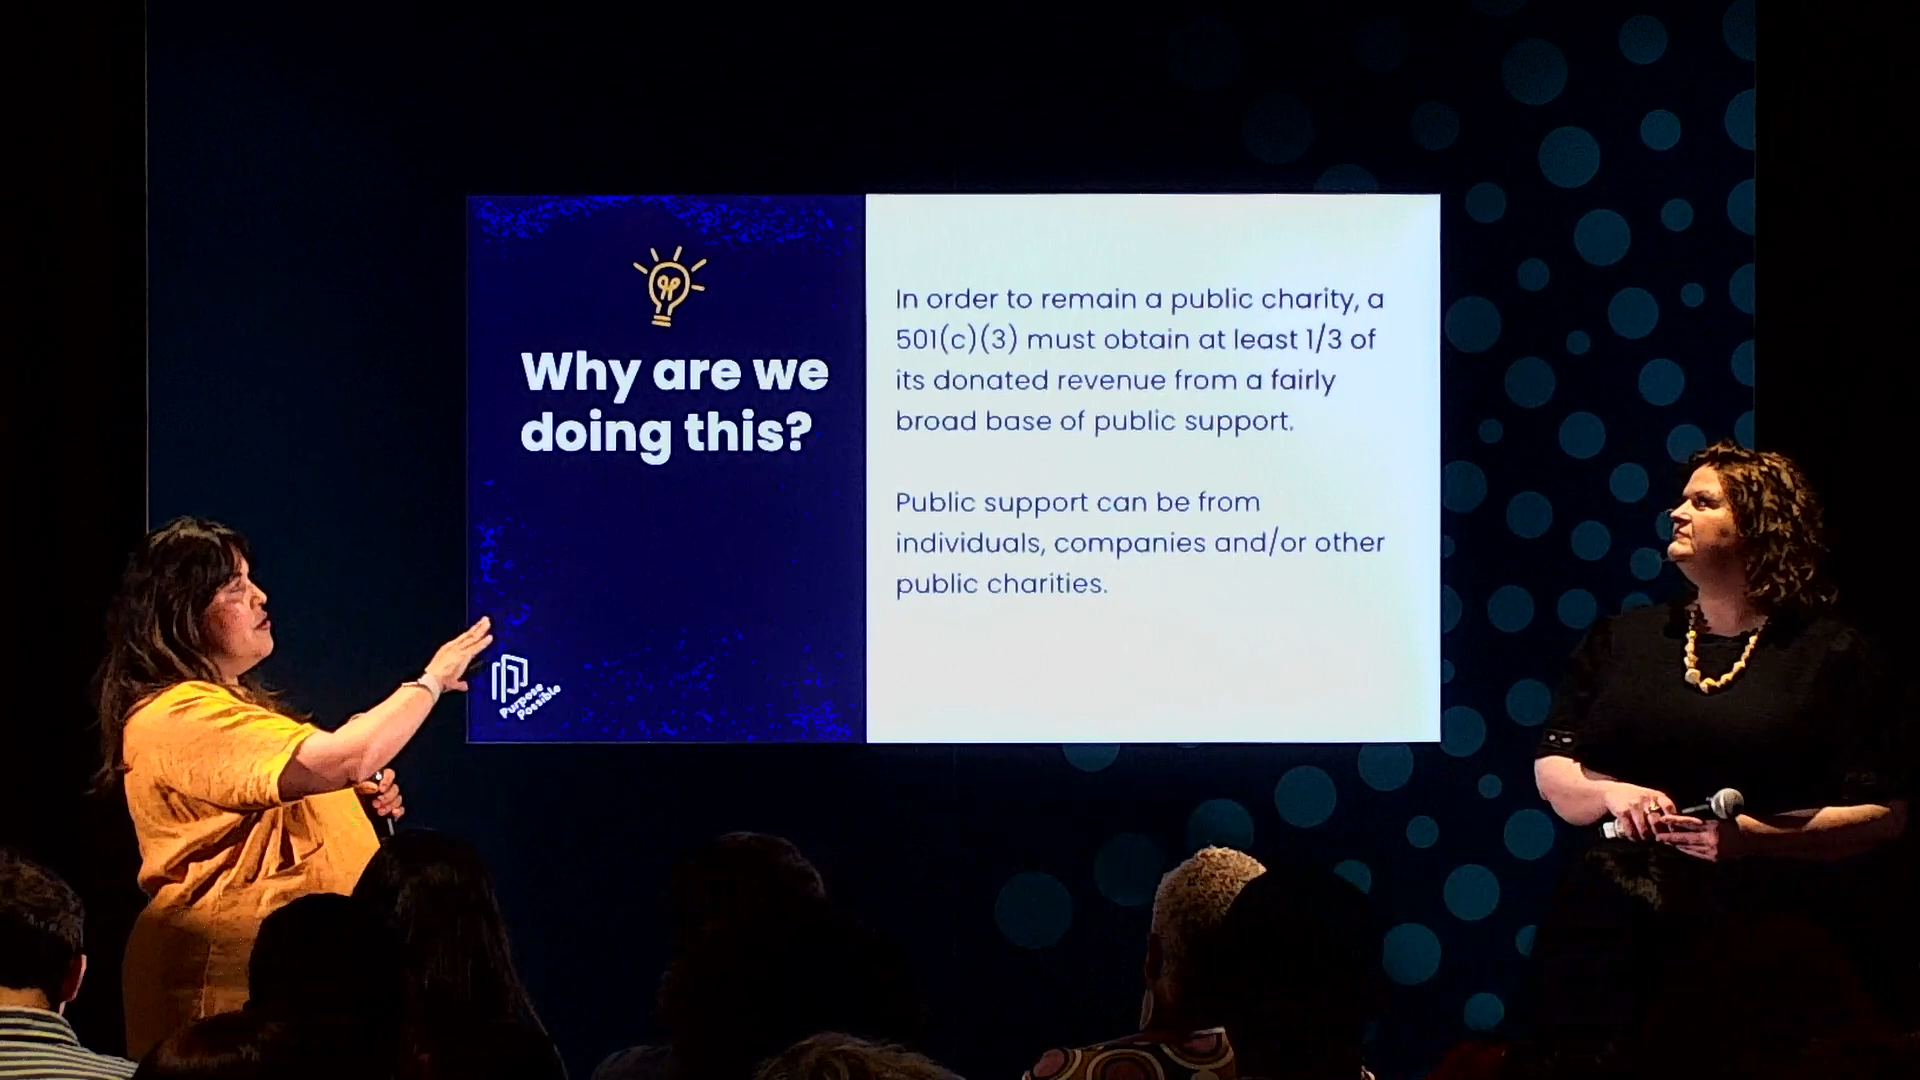 Why are we
doing this?
In order to remain a public charity, a
501(c)(3) must obtain at least 1/3 of
its donated revenue from a fairly
broad base of public support.
Public support can be from
individuals, companies and/or other
public charities.
Purpose
Possible